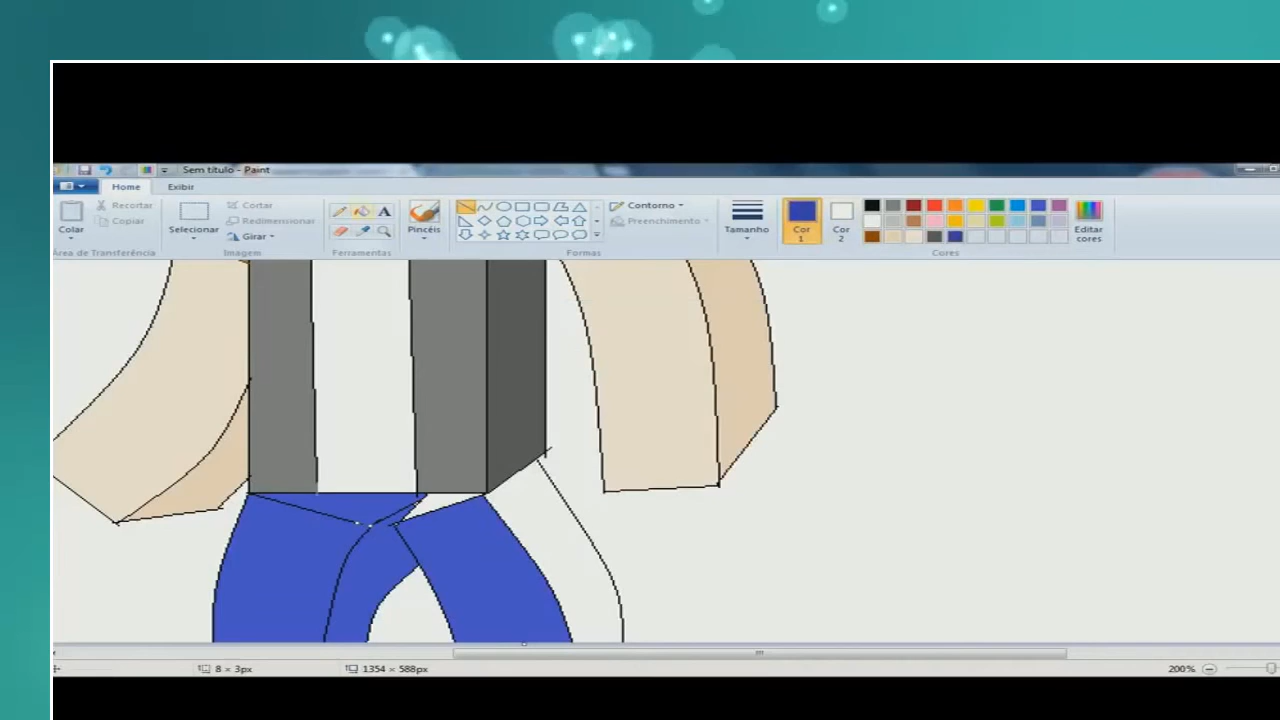 Sem título - Paint
Home Exibir
Colar
Recortar
Copiar
Área de Transferência
Selecionar
Cortar
Redimensionar
Girar
Imagem
A
Ferramentas
Pincéis
Formas
Contorno
Preenchimento
Tamanho
Cor
1
Cor
2
Cores
Editar
cores
8 × 3px
1354 × 588px
200%